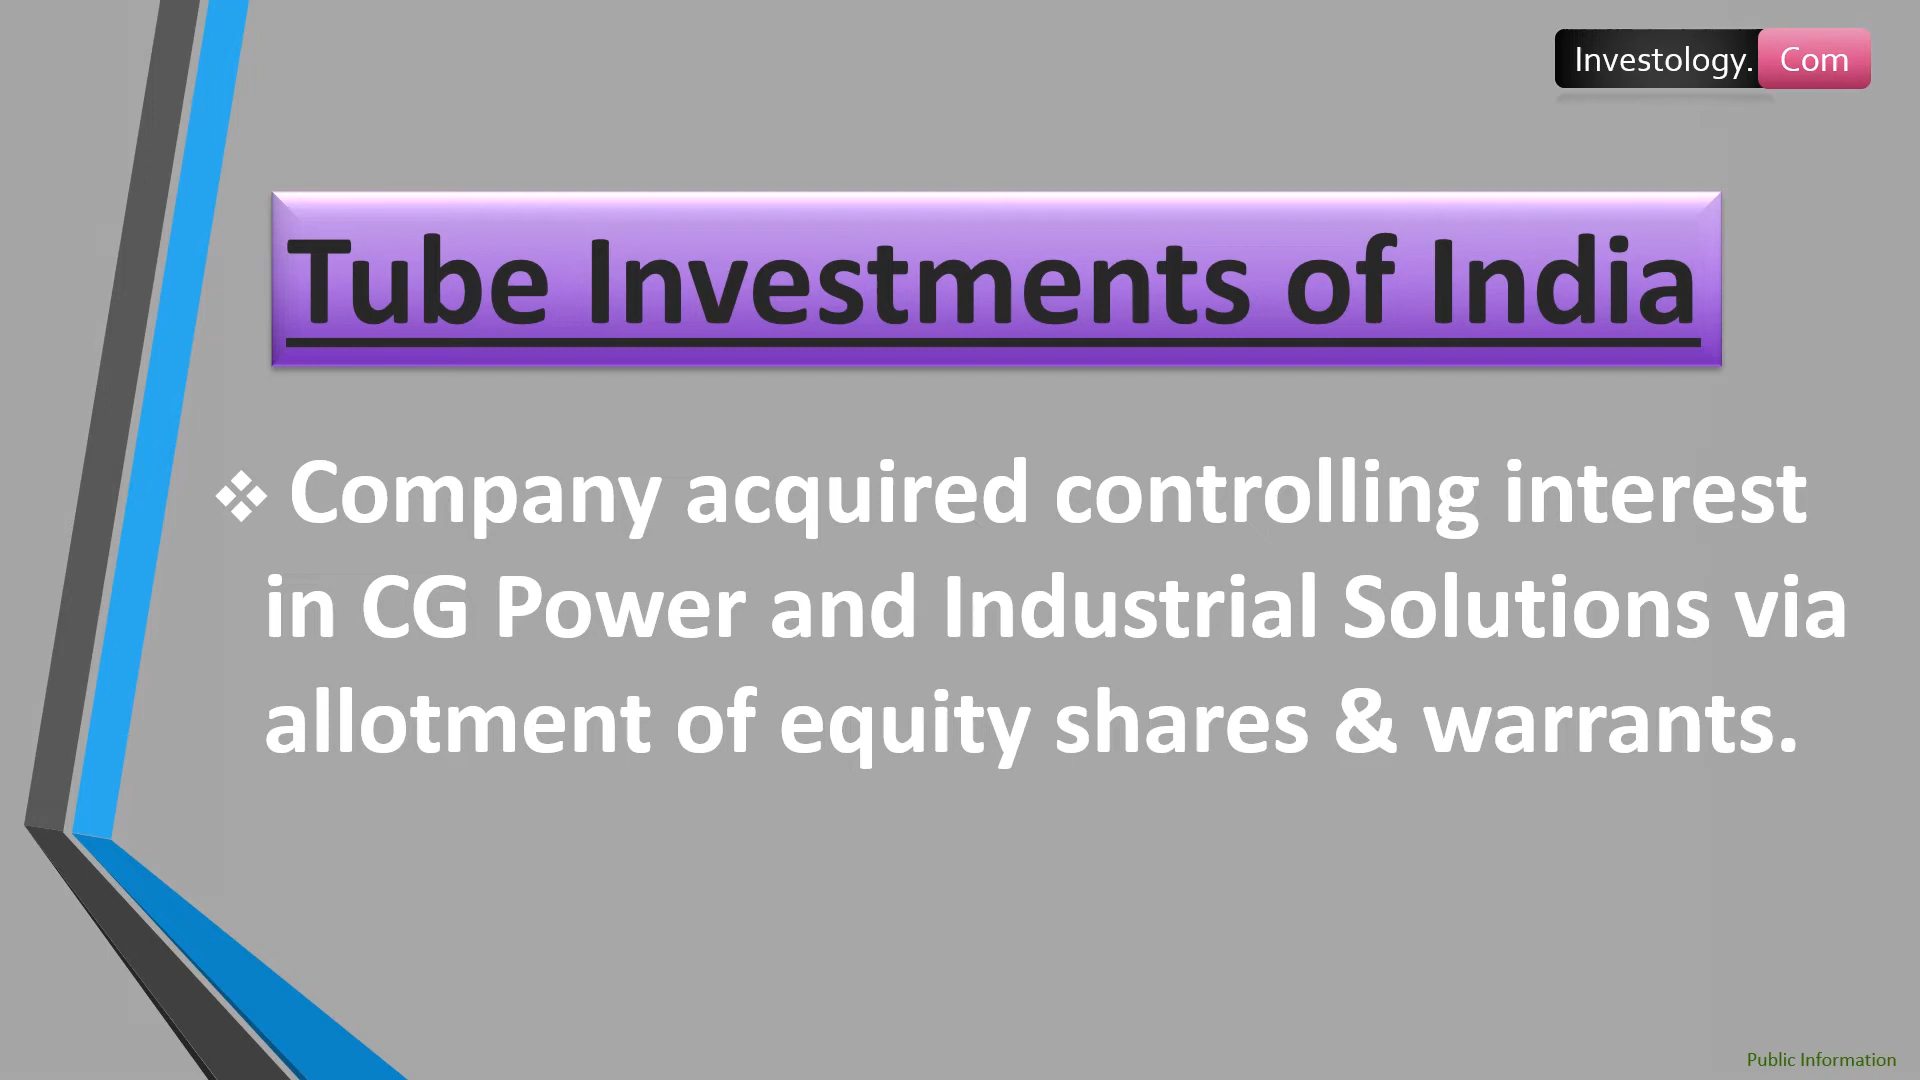 Investology. Com
Tube Investments of India
❖ Company acquired controlling interest
in CG Power and Industrial Solutions via
allotment of equity shares & warrants.
Public Information